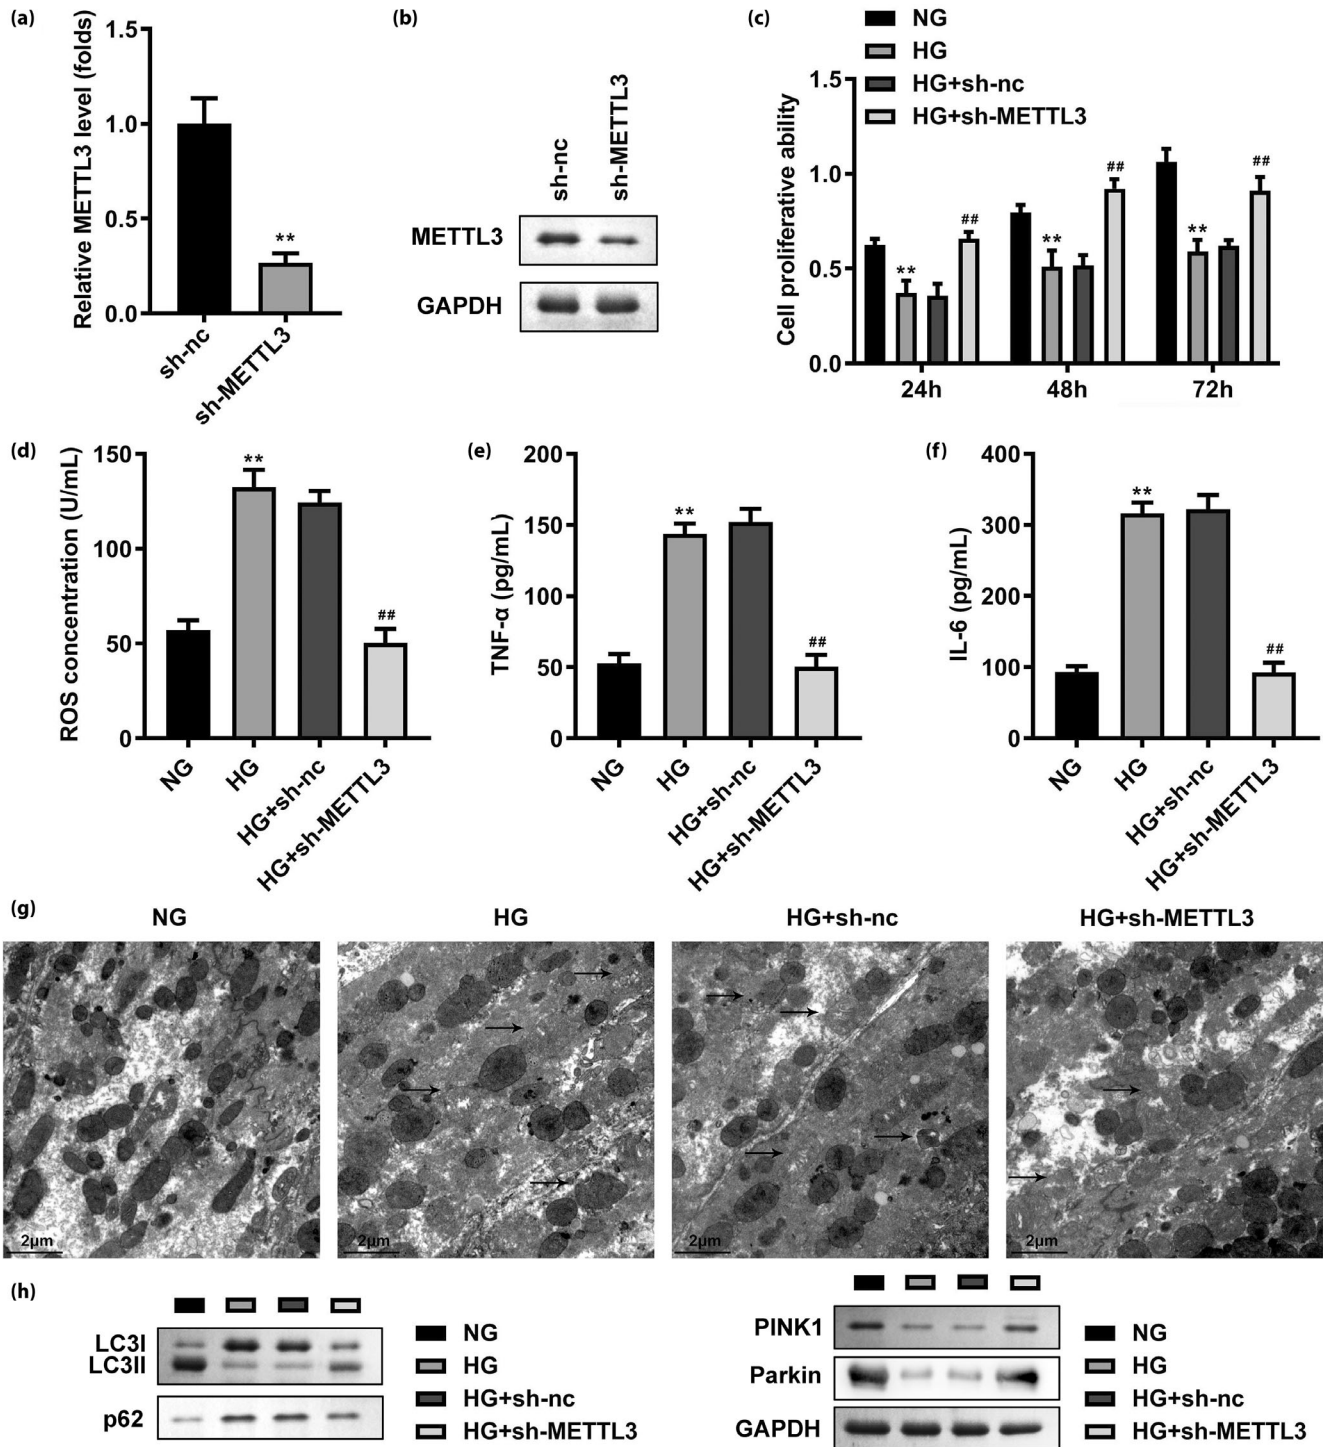 (a)
Relative METTL3 level (folds)
1.5
1.0
0.5
0.0
**
sh-nc
sh-METTL3
(b)
sh-nc
sh-METTL3
METTL3
GAPDH
(c)
NG
HG
HG+sh-nc
HG+sh-METTL3
Cell proliferative ability
1.5
1.0
0.5
0.0
**
##
**
##
**
##
24h
48h
72h
(d)
ROS concentration (U/mL)
150
100
50
0
**
##
NG
HG
HG+sh-nc
HG+sh-METTL3
(e)
TNF-α (pg/mL)
200
150
100
50
0
**
##
NG
HG
HG+sh-nc
HG+sh-METTL3
(f)
IL-6 (pg/mL)
400
300
200
100
0
**
##
NG
HG
HG+sh-nc
HG+sh-METTL3
(g)
NG
HG
HG+sh-nc
HG+sh-METTL3
2μm
2μm
2μm
2μm
(h)
LC3I
LC3II
p62
NG
HG
HG+sh-nc
HG+sh-METTL3
PINK1
Parkin
GAPDH
NG
HG
HG+sh-nc
HG+sh-METTL3